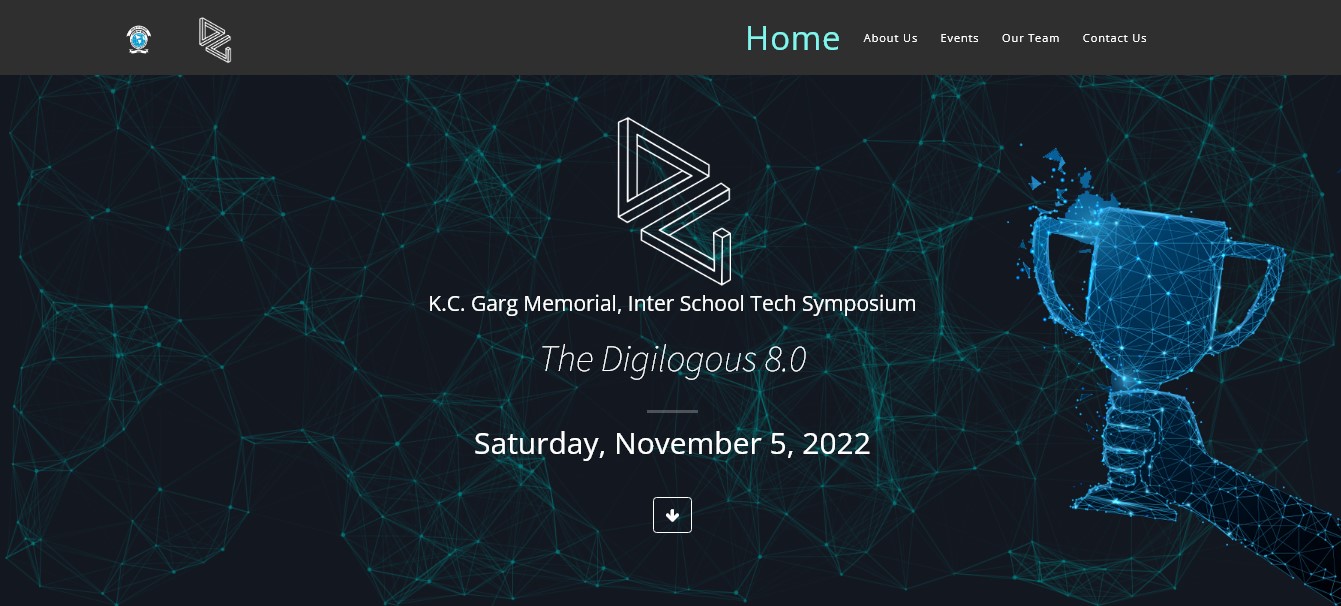 Home
About Us
Events
Our Team
Contact Us
K.C. Garg Memorial, Inter School Tech Symposium
The Digilogous 8.0
Saturday, November 5, 2022